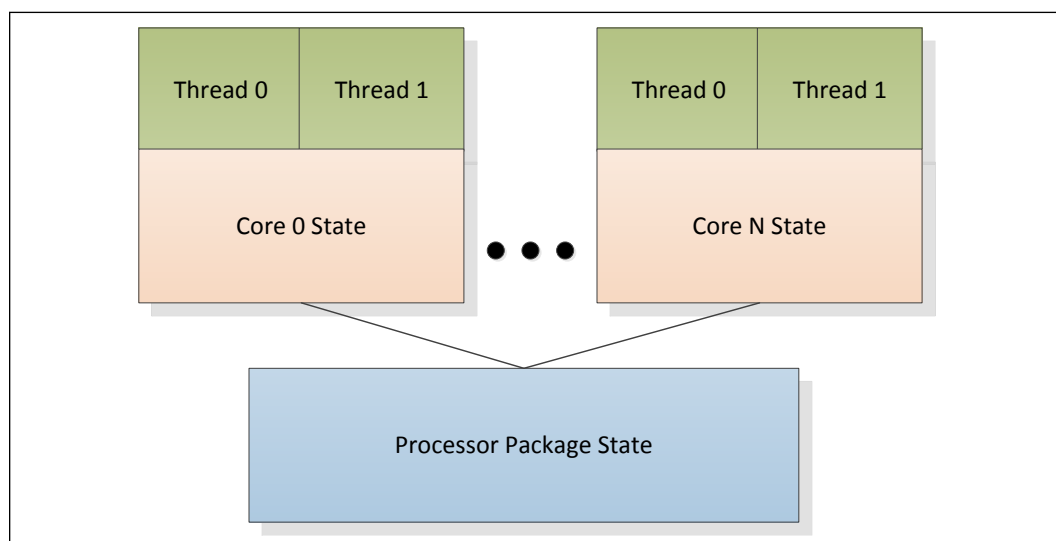 Thread 0
Thread 1
Thread 0
Thread 1
Core 0 State
Core N State
Processor Package State